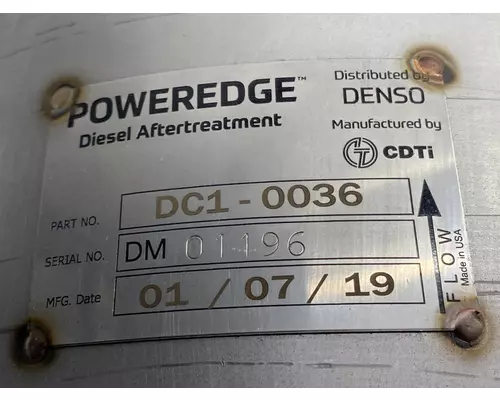 POWEREDGE™
Diesel Aftertreatment
Distributed by
DENSO
Manufactured by
CDTi
PART NO. DC1-0036
SERIAL NO. DM 01496
MFG. Date 01 / 07 / 19
FLOW
Made in USA